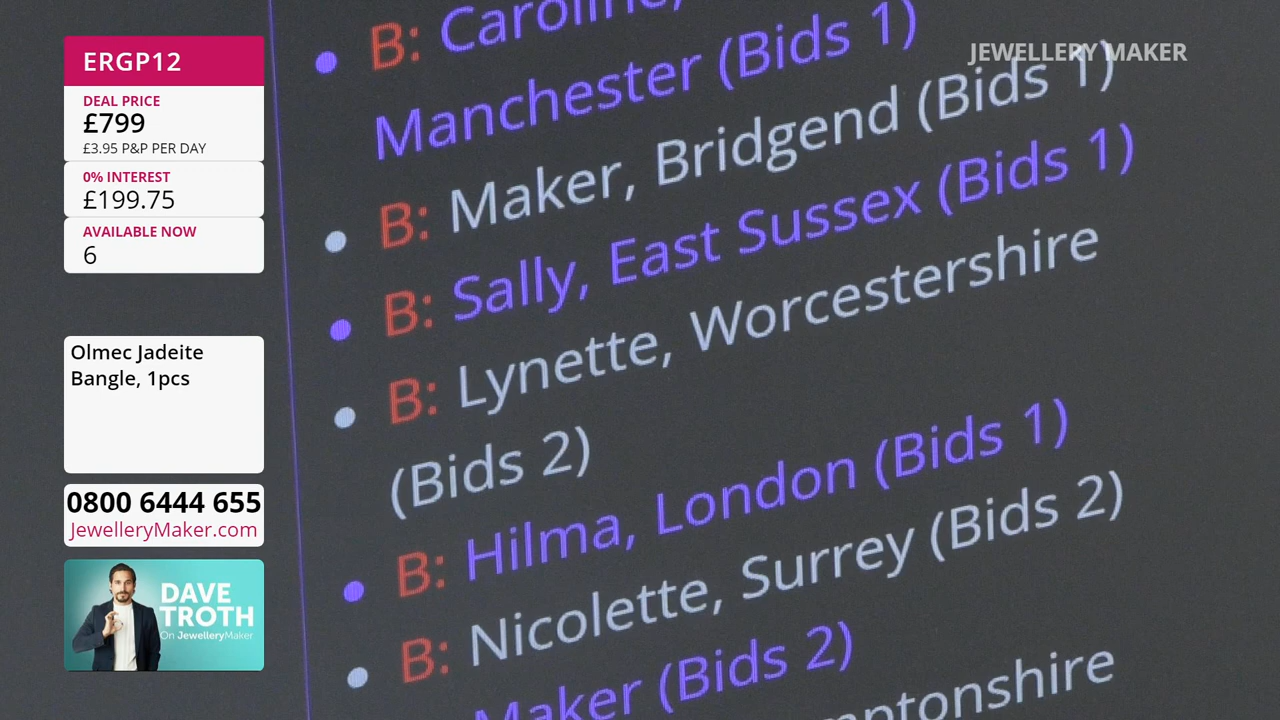 ERGP12
DEAL PRICE
£799
£3.95 P&P PER DAY
0% INTEREST
£199.75
AVAILABLE NOW
6
Olmec Jadeite
Bangle, 1pcs
0800 6444 655
JewelleryMaker.com
DAVE
TROTH
On JewelleryMaker
JEWELLERY MAKER
B: Caroline,
Manchester (Bids 1)
B: Maker, Bridgend (Bids 1)
B: Sally, East Sussex (Bids 1)
B: Lynette, Worcestershire
(Bids 2)
B: Hilma, London (Bids 1)
B: Nicolette, Surrey (Bids 2)
Maker (Bids 2)